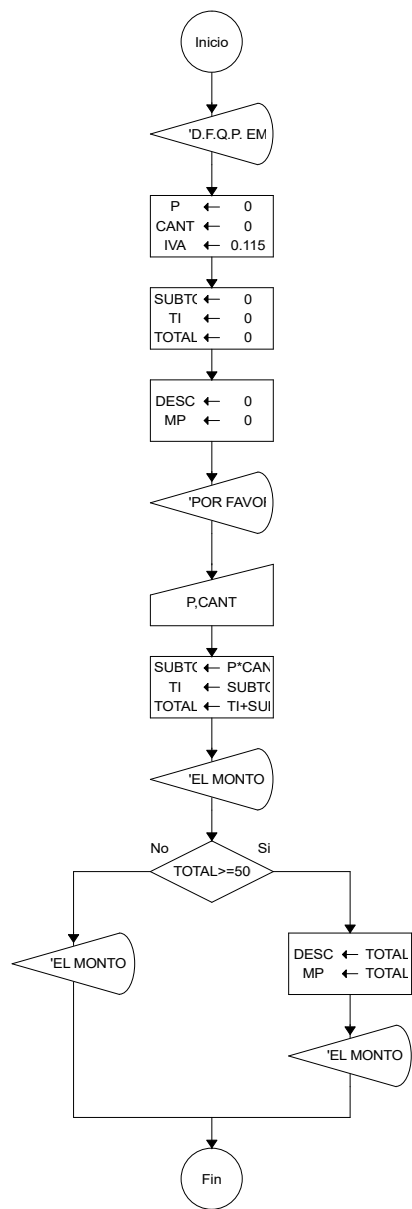 Inicio
'D.F.Q.P. EM
P ← 0
CANT ← 0
IVA ← 0.115
SUBTO ← 0
TI ← 0
TOTAL ← 0
DESC ← 0
MP ← 0
'POR FAVOR
P,CANT
SUBTO ← P*CAN
TI ← SUBTO
TOTAL ← TI+SUI
'EL MONTO
No
Si
TOTAL>=50
'EL MONTO
DESC ← TOTAL
MP ← TOTAL
'EL MONTO
Fin